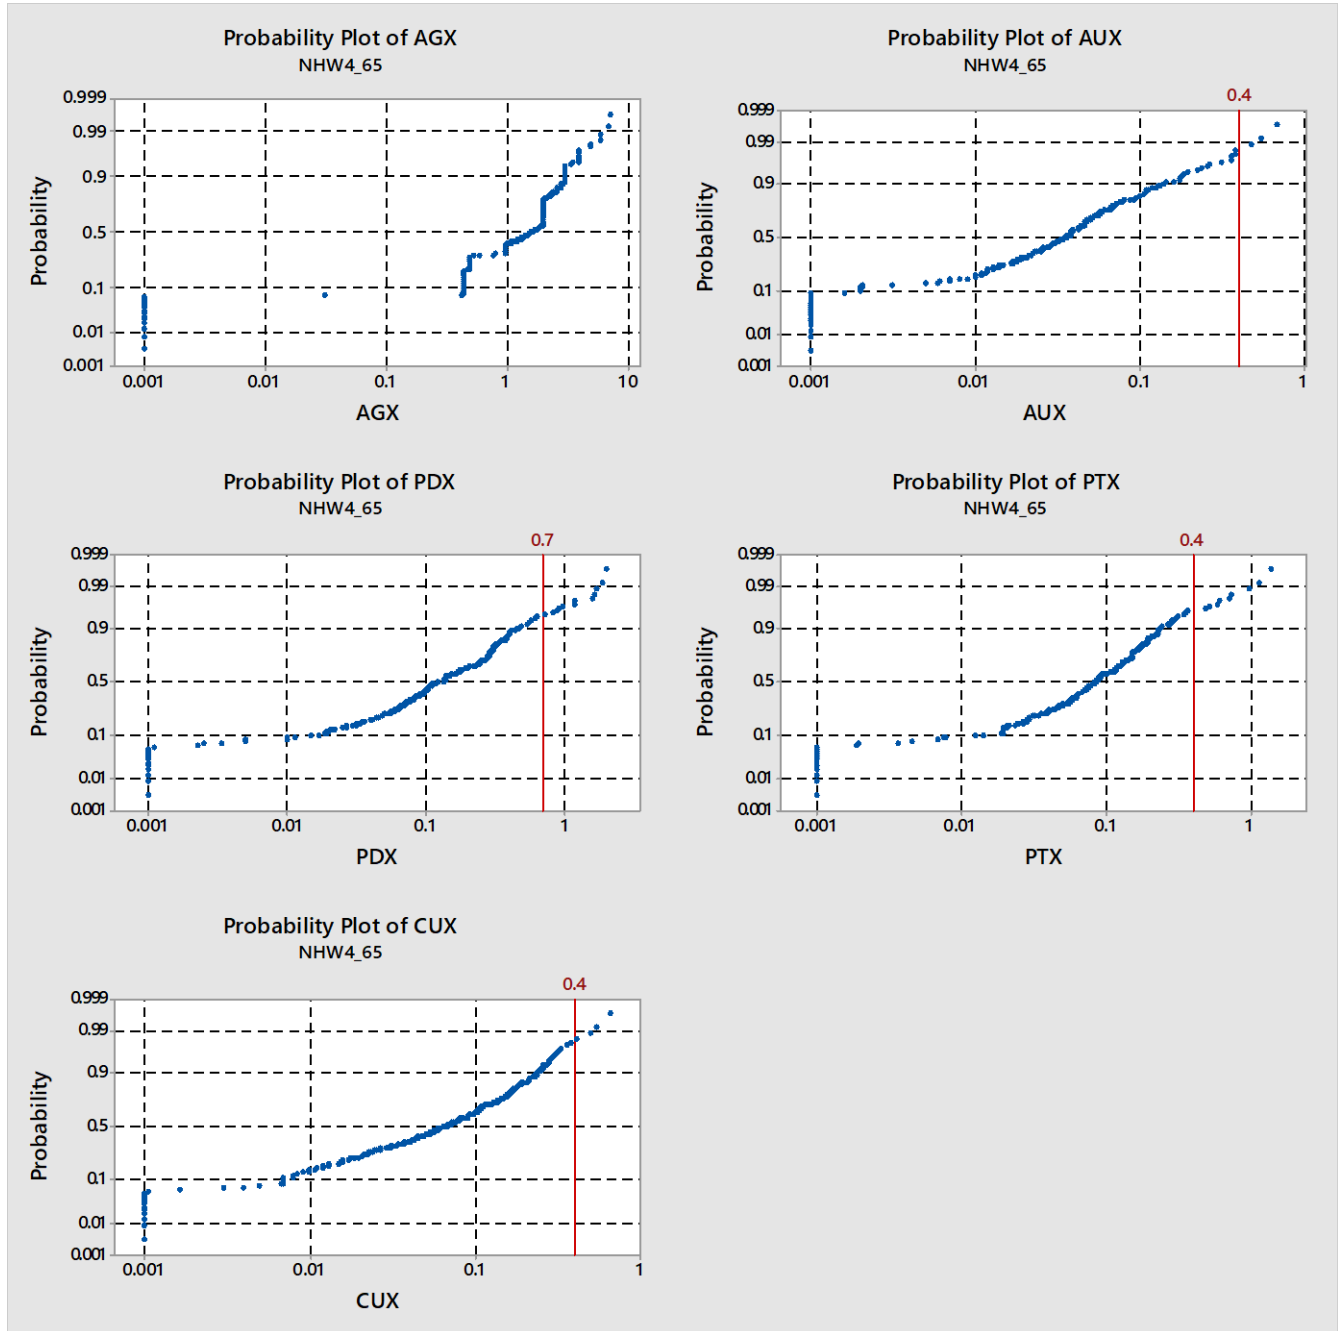 Probability Plot of AGX
NHW4_65
0.999
0.99
0.9
0.5
0.1
0.01
0.001
Probability
0.001 0.01 0.1 1 10
AGX
Probability Plot of AUX
NHW4_65
0.4
0.999
0.99
0.9
0.5
0.1
0.01
0.001
Probability
0.001 0.01 0.1 1
AUX
Probability Plot of PDX
NHW4_65
0.7
0.999
0.99
0.9
0.5
0.1
0.01
0.001
Probability
0.001 0.01 0.1 1
PDX
Probability Plot of PTX
NHW4_65
0.4
0.999
0.99
0.9
0.5
0.1
0.01
0.001
Probability
0.001 0.01 0.1 1
PTX
Probability Plot of CUX
NHW4_65
0.4
0.999
0.99
0.9
0.5
0.1
0.01
0.001
Probability
0.001 0.01 0.1 1
CUX